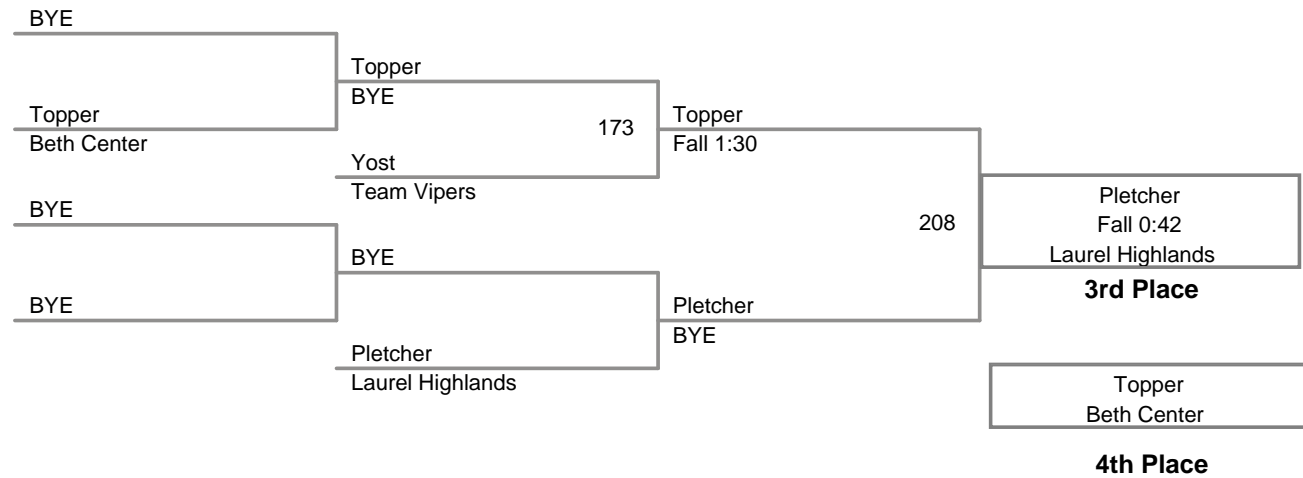 BYE
Topper
BYE
Topper
Beth Center
173
Topper
Fall 1:30
Yost
Team Vipers
BYE
208
Pletcher
Fall 0:42
Laurel Highlands
3rd Place
BYE
BYE
Pletcher
BYE
Pletcher
Laurel Highlands
Topper
Beth Center
4th Place